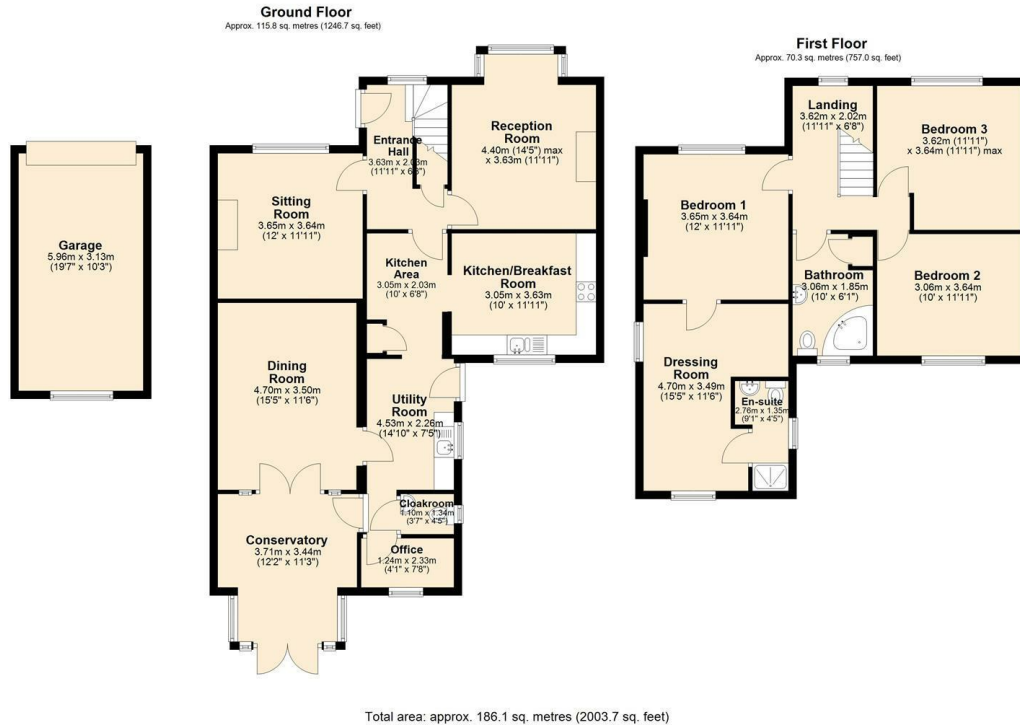 Ground Floor
Approx. 115.8 sq. metres (1246.7 sq. feet)
First Floor
Approx. 70.3 sq. metres (757.0 sq. feet)
Garage
5.96m x 3.13m
(19'7" x 10'3")
Entrance
Hall
3.63m x 2.03m
(11'11" x 6'8")
Reception
Room
4.40m (14'5") max
x 3.63m (11'11")
Sitting
Room
3.65m x 3.64m
(12' x 11'11")
Kitchen
Area
3.05m x 2.03m
(10' x 6'8")
Kitchen/Breakfast
Room
3.05m x 3.63m
(10' x 11'11")
Dining
Room
4.70m x 3.50m
(15'5" x 11'6")
Utility
Room
4.53m x 2.26m
(14'10" x 7'5")
Cloakroom
1.10m x 1.34m
(3'7" x 4'5")
Conservatory
3.71m x 3.44m
(12'2" x 11'3")
Office
1.24m x 2.33m
(4'1" x 7'8")
Landing
3.62m x 2.02m
(11'11" x 6'8")
Bedroom 3
3.62m (11'11")
x 3.64m (11'11") max
Bedroom 1
3.65m x 3.64m
(12' x 11'11")
Bathroom
3.06m x 1.85m
(10' x 6'1")
Bedroom 2
3.06m x 3.64m
(10' x 11'11")
Dressing
Room
4.70m x 3.49m
(15'5" x 11'6")
En-suite
2.76m x 1.35m
(9'1" x 4'5")
Total area: approx. 186.1 sq. metres (2003.7 sq. feet)